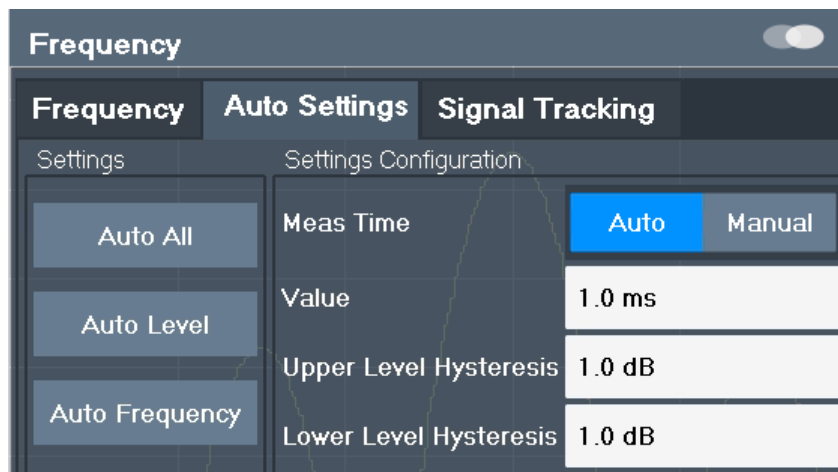 Frequency
Frequency Auto Settings Signal Tracking
Settings Settings Configuration
Auto All Meas Time Auto Manual
Auto Level Value 1.0 ms
Upper Level Hysteresis 1.0 dB
Auto Frequency Lower Level Hysteresis 1.0 dB